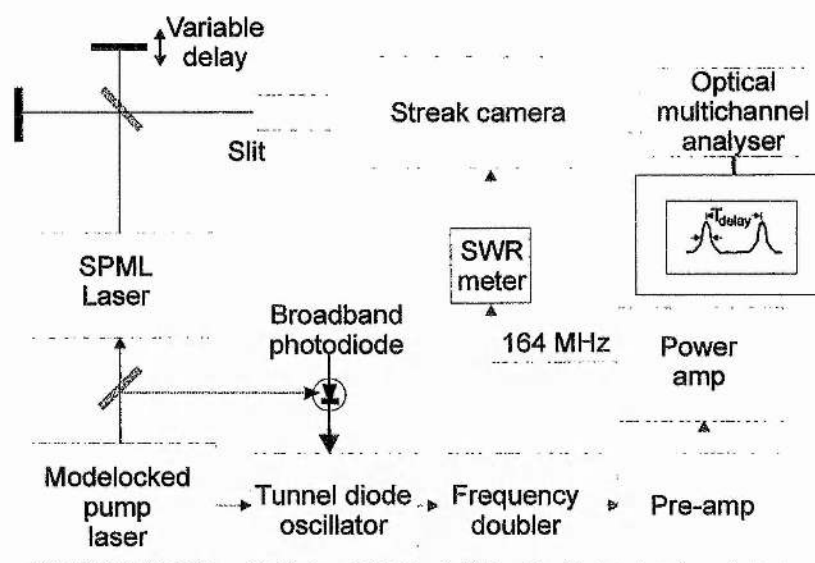 Variable
delay
Slit
Streak camera
Optical
multichannel
analyser
Tdelay
SPML
Laser
SWR
meter
Broadband
photodiode
164 MHz
Power
amp
Modelocked
pump
laser
Tunnel diode
oscillator
Frequency
doubler
Pre-amp